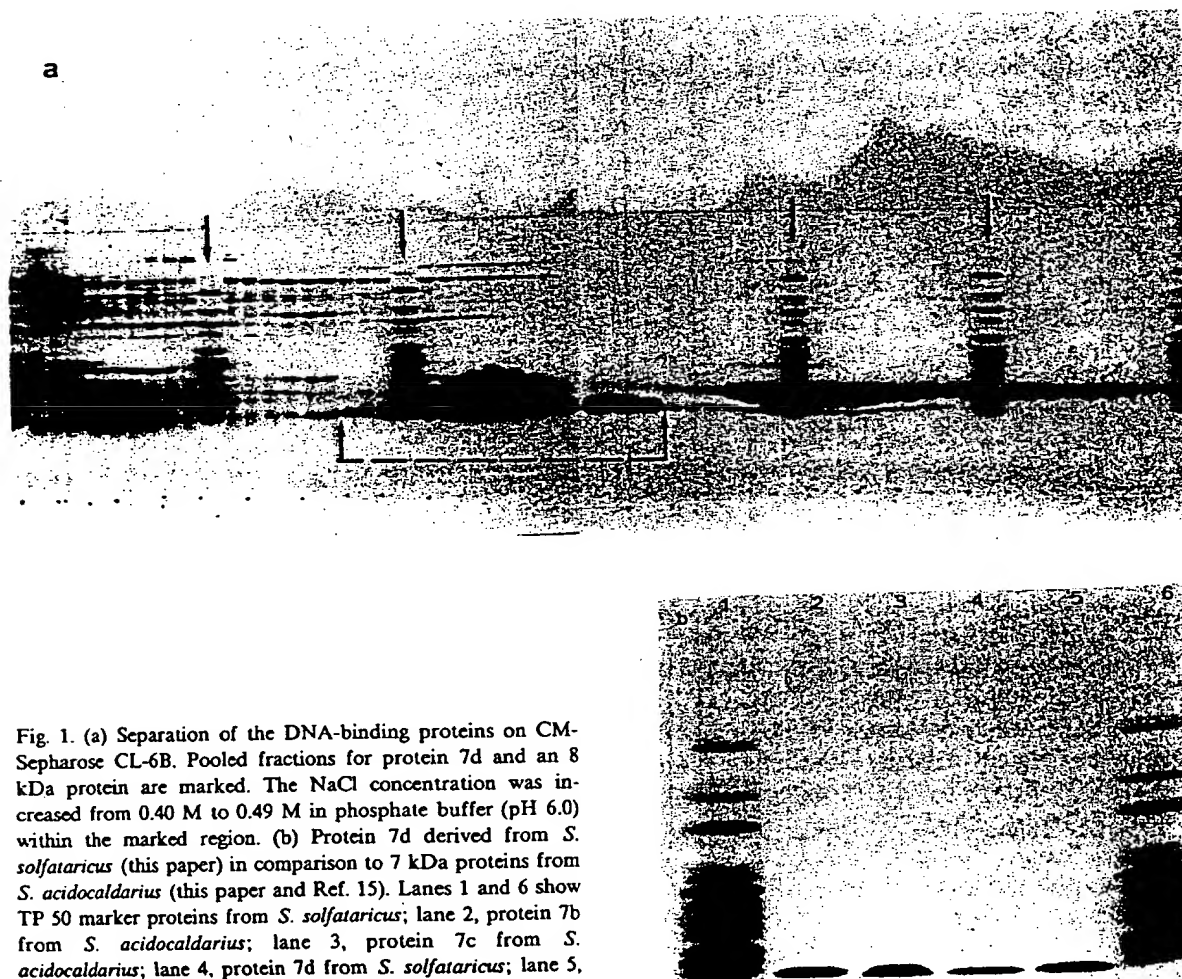 a
b 1 2 3 4 5 6
Fig. 1. (a) Separation of the DNA-binding proteins on CM-
Sepharose CL-6B. Pooled fractions for protein 7d and an 8
kDa protein are marked. The NaCl concentration was in-
creased from 0.40 M to 0.49 M in phosphate buffer (pH 6.0)
within the marked region. (b) Protein 7d derived from S.
solfataricus (this paper) in comparison to 7 kDa proteins from
S. acidocaldarius (this paper and Ref. 15). Lanes 1 and 6 show
TP 50 marker proteins from S. solfataricus; lane 2, protein 7b
from S. acidocaldarius; lane 3, protein 7c from S.
acidocaldarius; lane 4, protein 7d from S. solfataricus; lane 5,